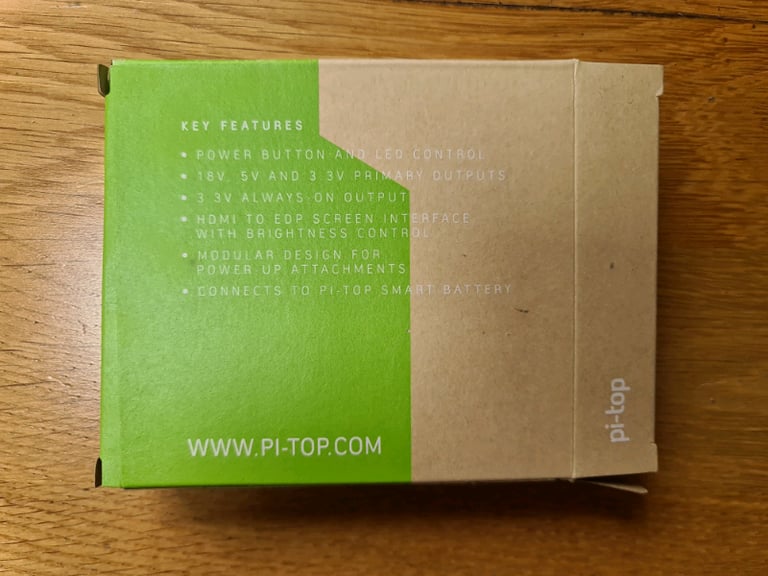 KEY FEATURES
• POWER BUTTON AND LED CONTROL
• 18V, 5V AND 3.3V PRIMARY OUTPUTS
• 3.3V ALWAYS-ON OUTPUT
• HDMI TO EDP SCREEN INTERFACE
WITH BRIGHTNESS CONTROL
• MODULAR DESIGN FOR
POWER-UP ATTACHMENTS
• CONNECTS TO PI-TOP SMART BATTERY
WWW.PI-TOP.COM
pi-top